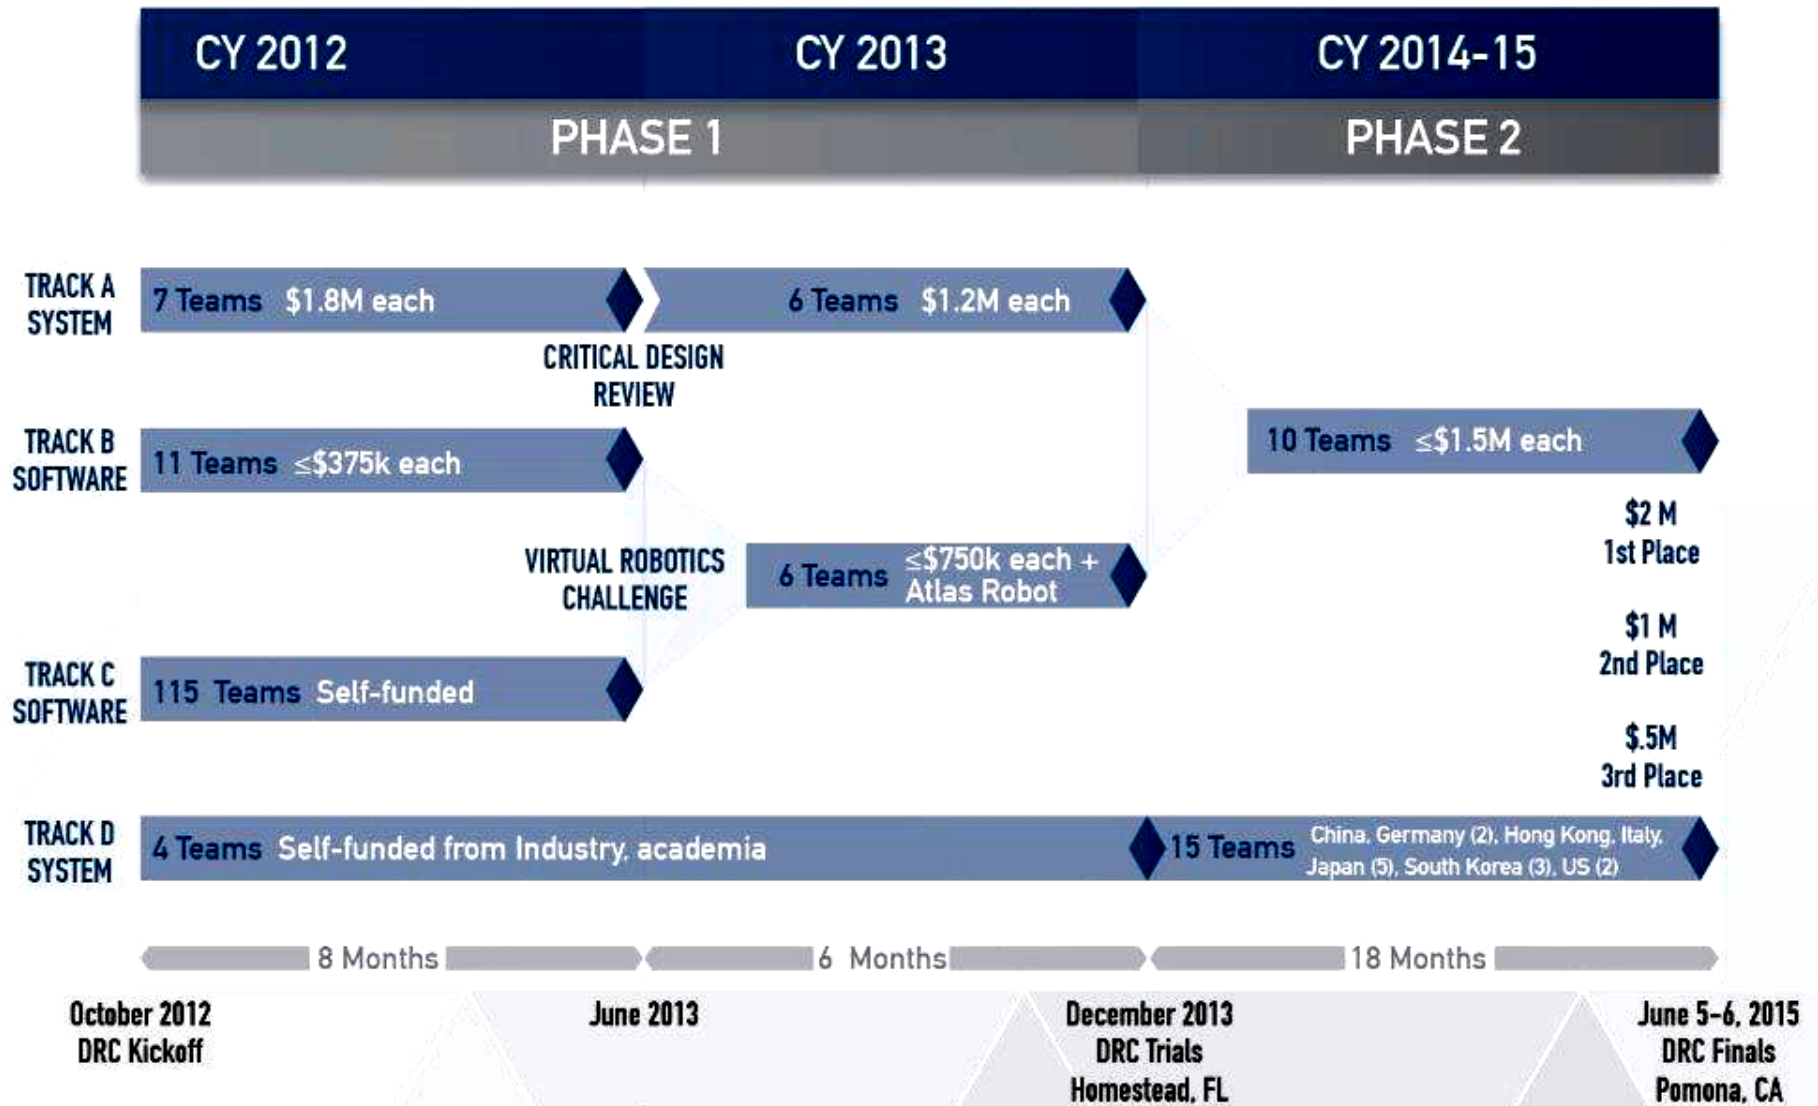 CY 2012
CY 2013
CY 2014-15
PHASE 1
PHASE 2
TRACK A
SYSTEM
7 Teams $1.8M each
6 Teams $1.2M each
CRITICAL DESIGN
REVIEW
TRACK B
SOFTWARE
11 Teams ≤$375k each
10 Teams ≤$1.5M each
$2 M
1st Place
VIRTUAL ROBOTICS
CHALLENGE
6 Teams
≤$750k each +
Atlas Robot
$1 M
2nd Place
TRACK C
SOFTWARE
115 Teams Self-funded
$.5M
3rd Place
TRACK D
SYSTEM
4 Teams Self-funded from Industry, academia
15 Teams
China, Germany (2), Hong Kong, Italy,
Japan (5), South Korea (3), US (2)
8 Months
6 Months
18 Months
October 2012
DRC Kickoff
June 2013
December 2013
DRC Trials
Homestead, FL
June 5-6, 2015
DRC Finals
Pomona, CA